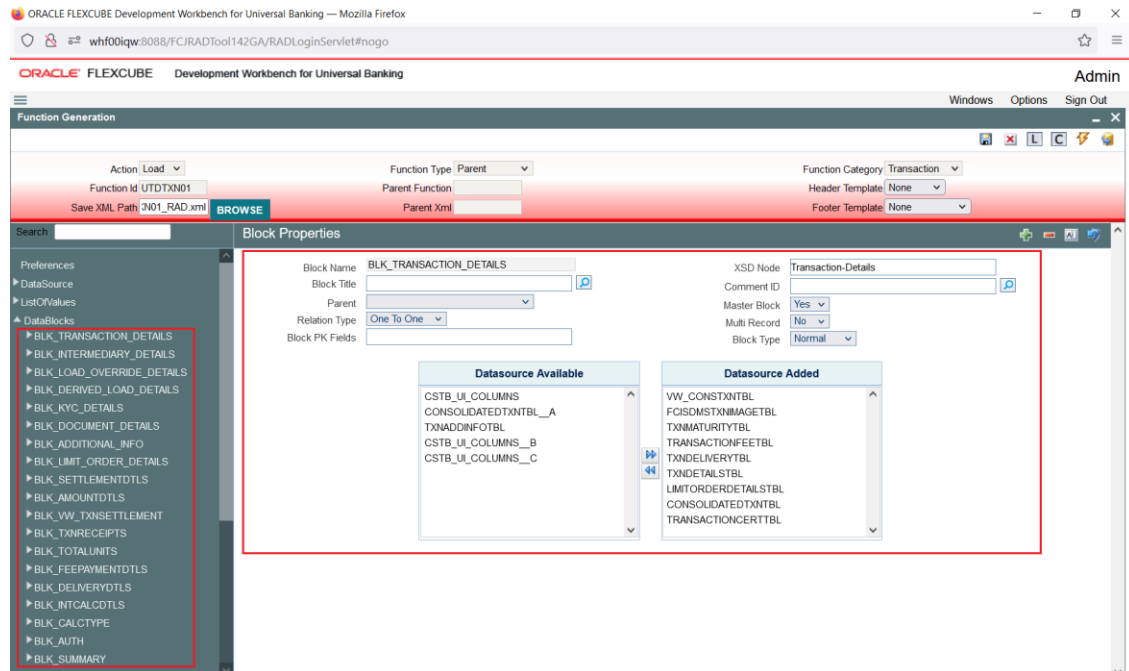 ORACLE FLEXCUBE Development Workbench for Universal Banking — Mozilla Firefox
whf00iqw:8088/FCJRADTool142GA/RADLoginServlet#nogo
ORACLE FLEXCUBE Development Workbench for Universal Banking
Admin
Windows Options Sign Out
Function Generation
L C
Action Load Function Type Parent Function Category Transaction
Function Id UTDTXN01 Parent Function Header Template None
Save XML Path 3N01_RAD.xml BROWSE Parent Xml Footer Template None
Search Block Properties
Preferences
DataSource
ListOfValues
DataBlocks
BLK_TRANSACTION_DETAILS
BLK_INTERMEDIARY_DETAILS
BLK_LOAD_OVERRIDE_DETAILS
BLK_DERIVED_LOAD_DETAILS
BLK_KYC_DETAILS
BLK_DOCUMENT_DETAILS
BLK_ADDITIONAL_INFO
BLK_LIMIT_ORDER_DETAILS
BLK_SETTLEMENTDTLS
BLK_AMOUNTDTLS
BLK_VW_TXNSETTLEMENT
BLK_TXNRECEIPTS
BLK_TOTALUNITS
BLK_FEEPAYMENTDTLS
BLK_DELIVERYDTLS
BLK_INTCALCDTLS
BLK_CALCTYPE
BLK_AUTH
BLK_SUMMARY
Block Name BLK_TRANSACTION_DETAILS XSD Node Transaction-Details
Block Title Comment ID
Parent Master Block Yes
Relation Type One To One Multi Record No
Block PK Fields Block Type Normal
Datasource Available
CSTB_UI_COLUMNS
CONSOLIDATEDTXNTBL__A
TXNADDINFOTBL
CSTB_UI_COLUMNS__B
CSTB_UI_COLUMNS__C
Datasource Added
VW_CONSTXNTBL
FCISDMSTXNIMAGETBL
TXNMATURITYTBL
TRANSACTIONFEETBL
TXNDELIVERYTBL
TXNDETAILSTBL
LIMITORDERDETAILSTBL
CONSOLIDATEDTXNTBL
TRANSACTIONCERTTBL